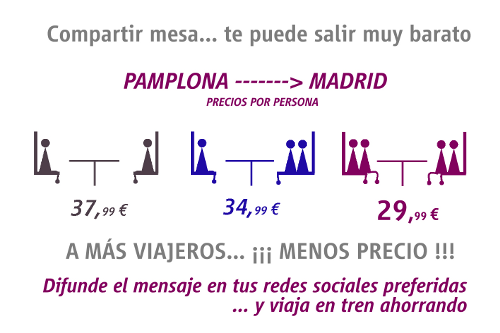 Compartir mesa... te puede salir muy barato
PAMPLONA -------> MADRID
PRECIOS POR PERSONA
37,99 € 34,99 € 29,99 €
A MÁS VIAJEROS... ¡¡¡ MENOS PRECIO !!!
Difunde el mensaje en tus redes sociales preferidas
... y viaja en tren ahorrando